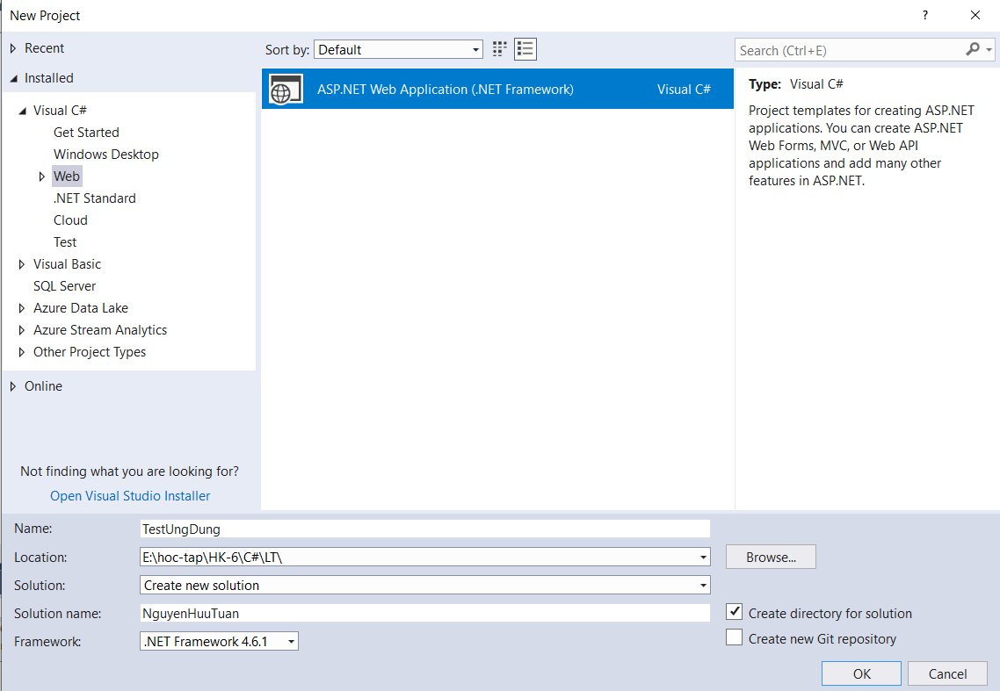 New Project
?
Recent
Installed
Visual C#
Get Started
Windows Desktop
Web
.NET Standard
Cloud
Test
Visual Basic
SQL Server
Azure Data Lake
Azure Stream Analytics
Other Project Types
Online
Not finding what you are looking for?
Open Visual Studio Installer
Sort by: Default
ASP.NET Web Application (.NET Framework) Visual C#
Search (Ctrl+E)
Type: Visual C#
Project templates for creating ASP.NET
applications. You can create ASP.NET
Web Forms, MVC, or Web API
applications and add many other
features in ASP.NET.
Name: TestUngDung
Location: E:\hoc-tap\HK-6\C#\LT\ Browse...
Solution: Create new solution
Solution name: NguyenHuuTuan Create directory for solution
Framework: .NET Framework 4.6.1 Create new Git repository
OK Cancel